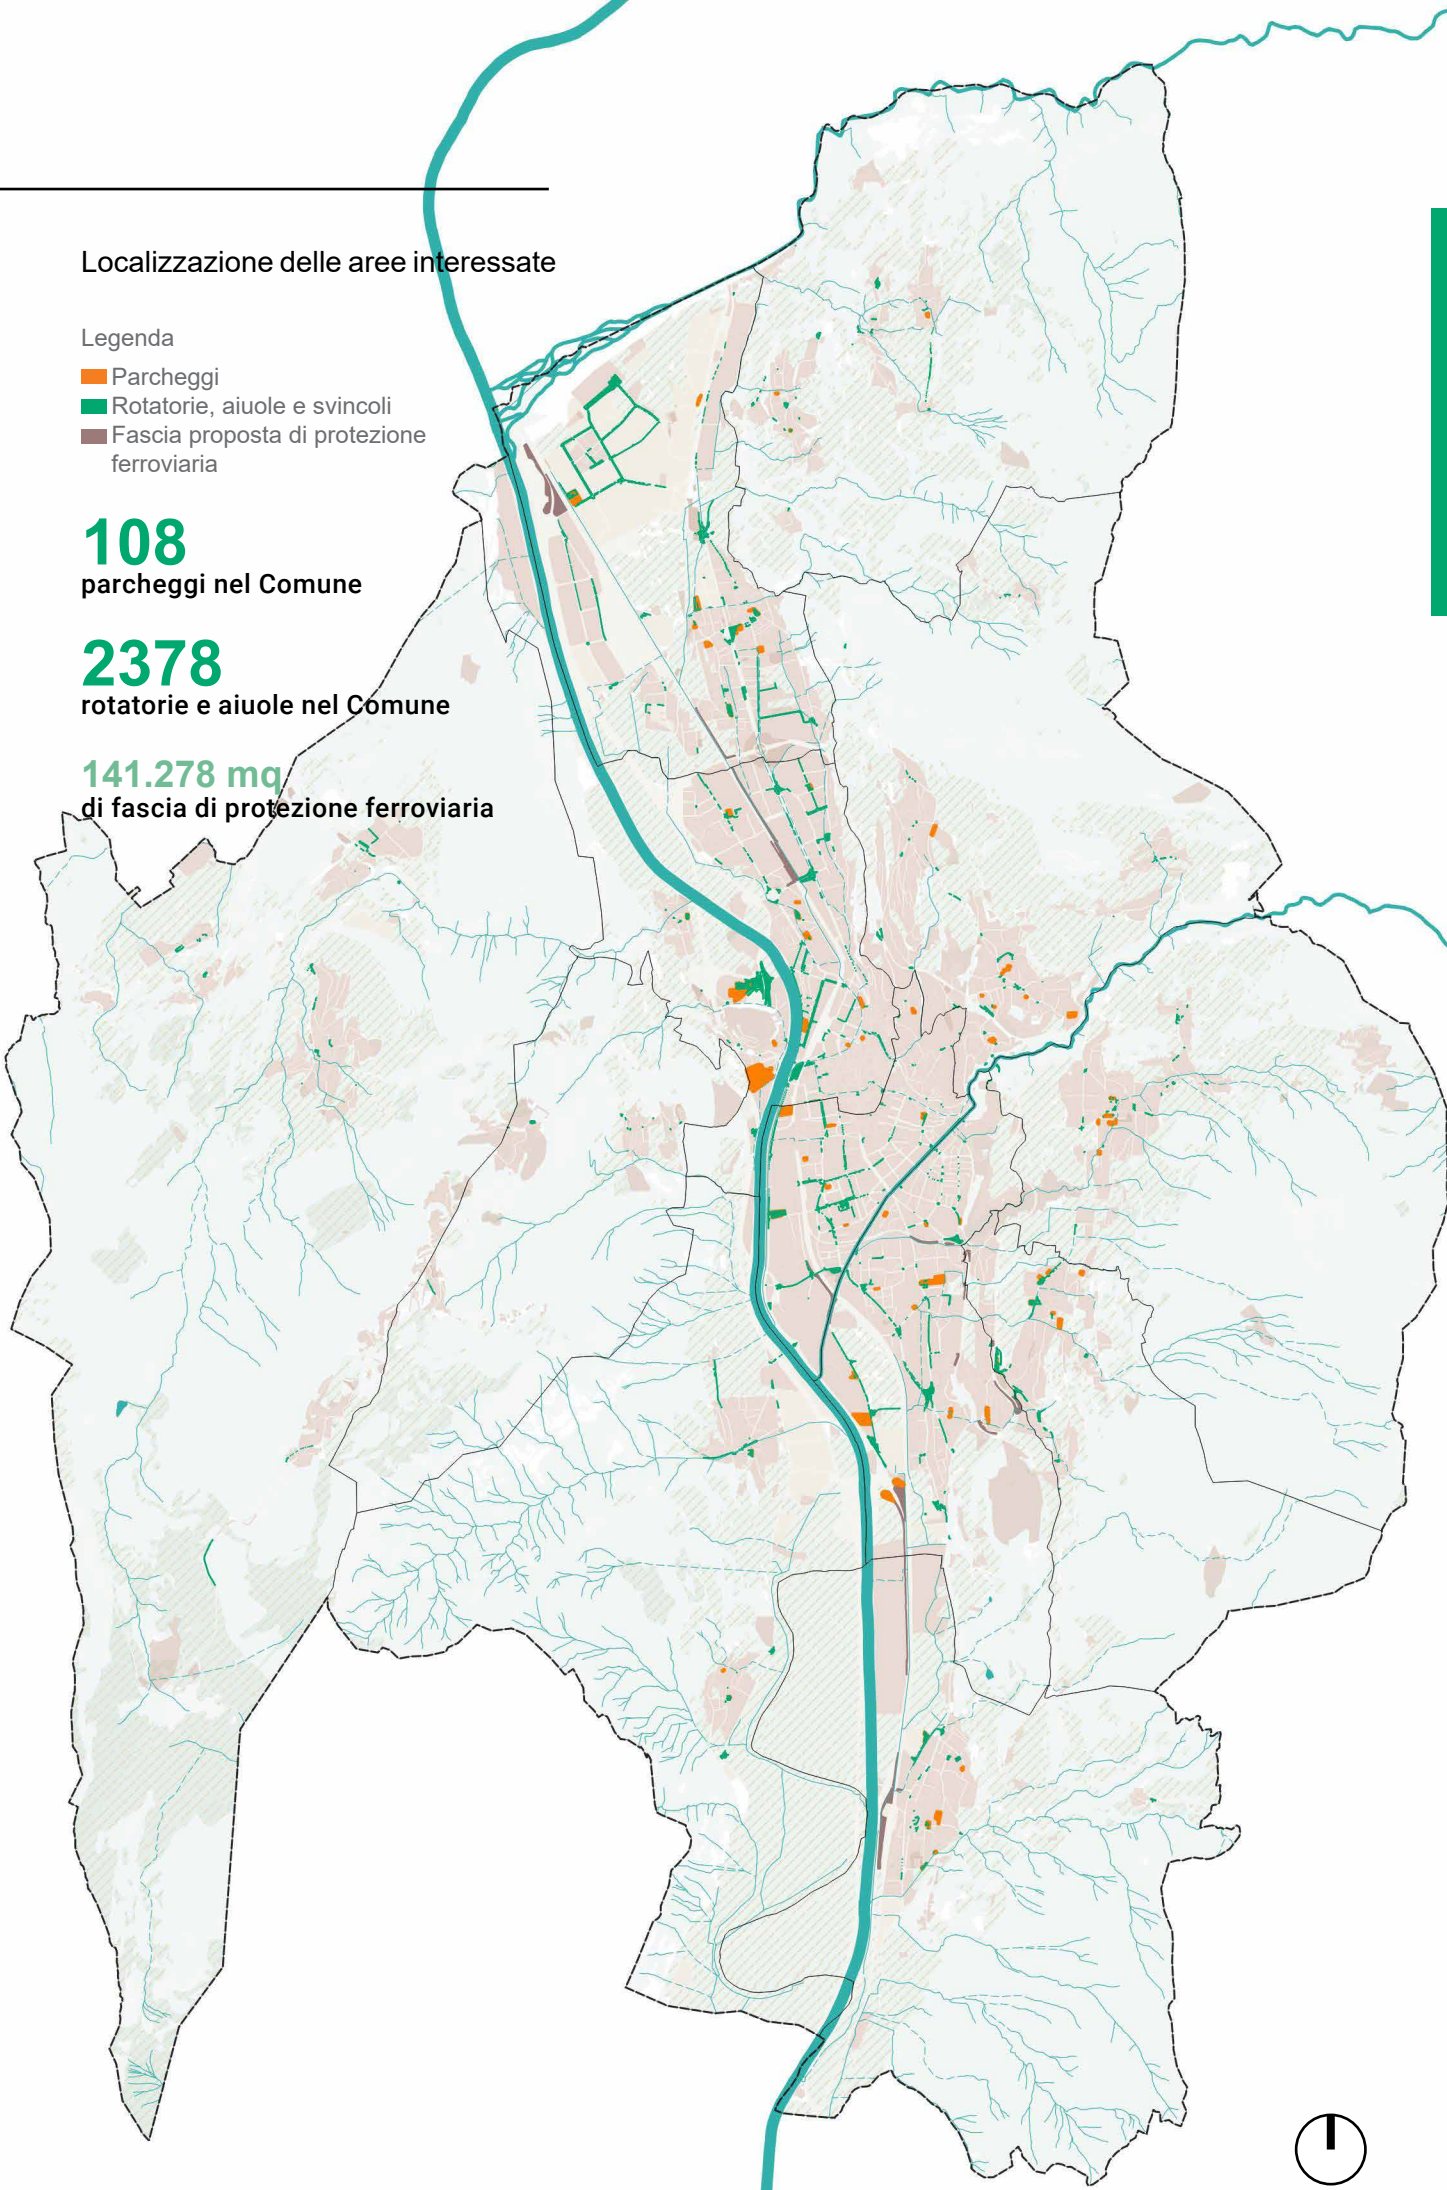 Localizzazione delle aree interessate
Legenda
Parcheggi
Rotatorie, aiuole e svincoli
Fascia proposta di protezione
ferroviaria
108
parcheggi nel Comune
2378
rotatorie e aiuole nel Comune
141.278 mq
di fascia di protezione ferroviaria